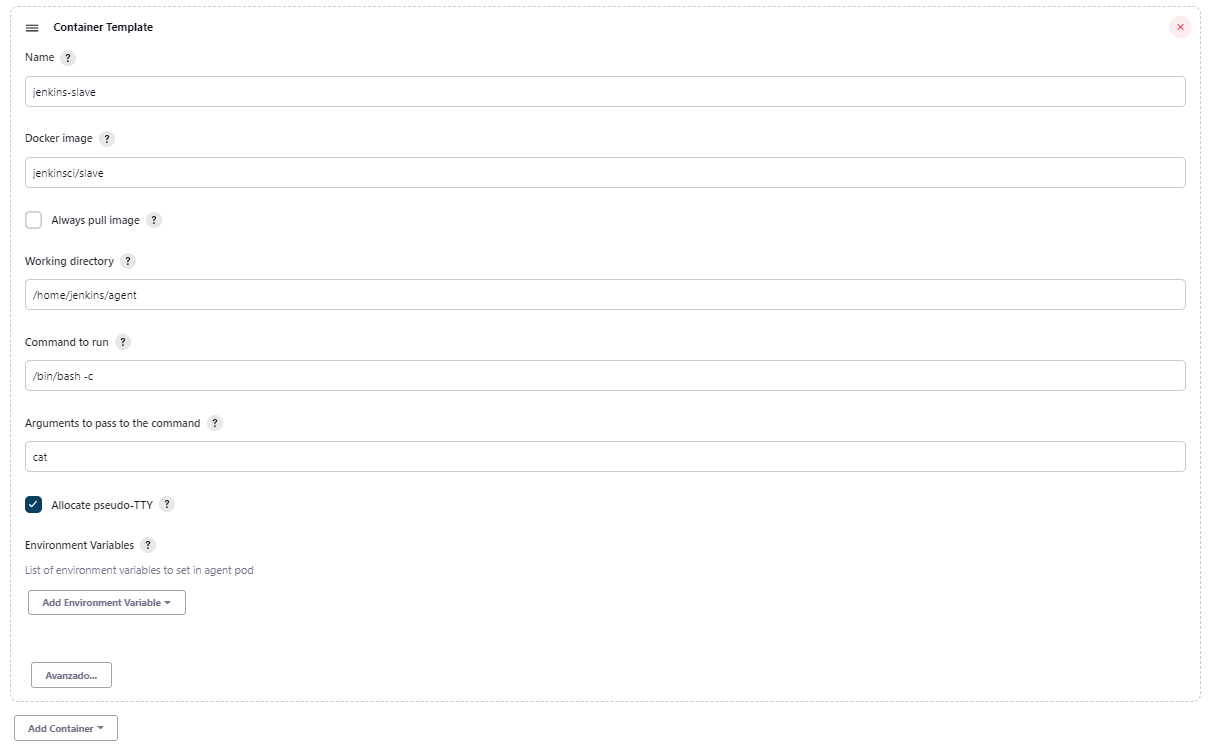 Container Template
Name ?
jenkins-slave
Docker image ?
jenkinsci/slave
Always pull image ?
Working directory ?
/home/jenkins/agent
Command to run ?
/bin/bash -c
Arguments to pass to the command ?
cat
Allocate pseudo-TTY ?
Environment Variables ?
List of environment variables to set in agent pod
Add Environment Variable
Avanzado...
Add Container